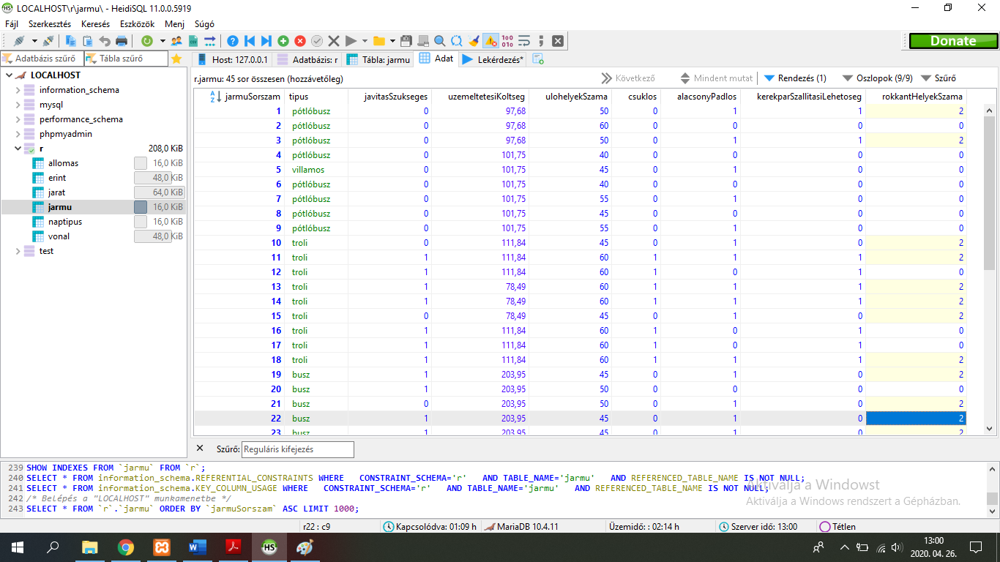 LOCALHOST\r\jarmu\ - HeidiSQL 11.0.0.5919
Fájl Szerkesztés Keresés Eszközök Menj Súgó
Donate
Adatbázis szűrő Tábla szűrő Host: 127.0.0.1 Adatbázis: r Tábla: jarmu Adat Lekérdezés*
LOCALHOST
information_schema
mysql
performance_schema
phpmyadmin
r 208,0 KiB
allomas 16,0 KiB
erint 48,0 KiB
jarat 64,0 KiB
jarmu 16,0 KiB
naptipus 16,0 KiB
vonal 48,0 KiB
test
r.jarmu: 45 sor összesen (hozzávetőleg) Következő Mindent mutat Rendezés (1) Oszlopok (9/9) Szűrő
jarmuSorszam tipus javitasSzukseges uzemeltetesiKoltseg ulohelyekSzama csuklos alacsonyPadlos kerekparSzallitasiLehetoseg rokkantHelyekSzama
1 pótlóbusz 0 97,68 50 0 1 1 2
2 pótlóbusz 0 97,68 60 0 0 0 0
3 pótlóbusz 0 97,68 50 0 1 1 2
4 pótlóbusz 0 101,75 40 0 0 0 0
5 villamos 0 101,75 45 0 1 0 0
6 pótlóbusz 0 101,75 40 0 0 0 0
7 pótlóbusz 0 101,75 55 0 1 0 0
8 pótlóbusz 0 101,75 45 0 0 0 0
9 pótlóbusz 0 101,75 55 0 1 0 0
10 troli 0 111,84 45 0 1 0 2
11 troli 1 111,84 60 1 1 1 2
12 troli 1 111,84 60 1 0 1 0
13 troli 1 78,49 60 1 1 1 2
14 troli 1 78,49 60 1 1 1 2
15 troli 0 78,49 45 0 1 0 2
16 troli 1 111,84 60 1 0 1 0
17 troli 1 111,84 60 1 0 1 0
18 troli 1 111,84 60 1 1 1 2
19 busz 1 203,95 45 0 1 0 2
20 busz 1 203,95 50 0 0 0 0
21 busz 0 203,95 50 0 1 0 2
22 busz 1 203,95 45 0 1 0 2
23 busz 1 203,95 45 0 1 0 2
Szűrő: Reguláris kifejezés
239 SHOW INDEXES FROM `jarmu` FROM `r`;
240 SELECT * FROM information_schema.REFERENTIAL_CONSTRAINTS WHERE CONSTRAINT_SCHEMA='r' AND TABLE_NAME='jarmu' AND REFERENCED_TABLE_NAME IS NOT NULL;
241 SELECT * FROM information_schema.KEY_COLUMN_USAGE WHERE CONSTRAINT_SCHEMA='r' AND TABLE_NAME='jarmu' AND REFERENCED_TABLE_NAME IS NOT NULL;
242 /* Belépés a "LOCALHOST" munkamenetbe */
243 SELECT * FROM `r`.`jarmu` ORDER BY `jarmuSorszam` ASC LIMIT 1000;
Aktiválja a Windowst
Aktiválja a Windows rendszert a Gépházban.
r22 : c9 Kapcsolódva: 01:09 h MariaDB 10.4.11 Üzemidő: : 02:14 h Szerver idő: 13:00 Tétlen
13:00
2020. 04. 26.